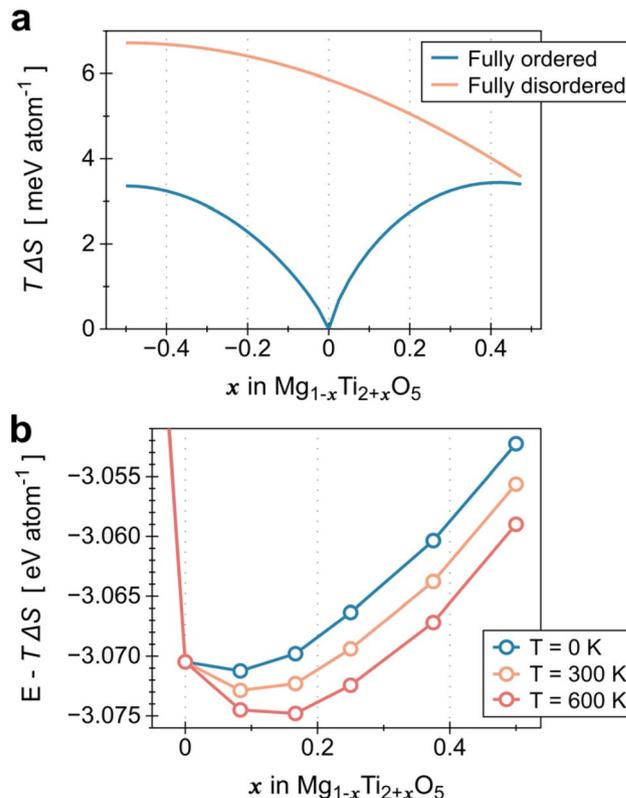 a
T ΔS [ meV atom⁻¹ ]
6
4
2
0
Fully ordered
Fully disordered
−0.4
−0.2
0
0.2
0.4
x in Mg₁₋ₓTi₂₊ₓO₅
b
E - T ΔS [ eV atom⁻¹ ]
−3.055
−3.060
−3.065
−3.070
−3.075
T = 0 K
T = 300 K
T = 600 K
0
0.2
0.4
x in Mg₁₋ₓTi₂₊ₓO₅